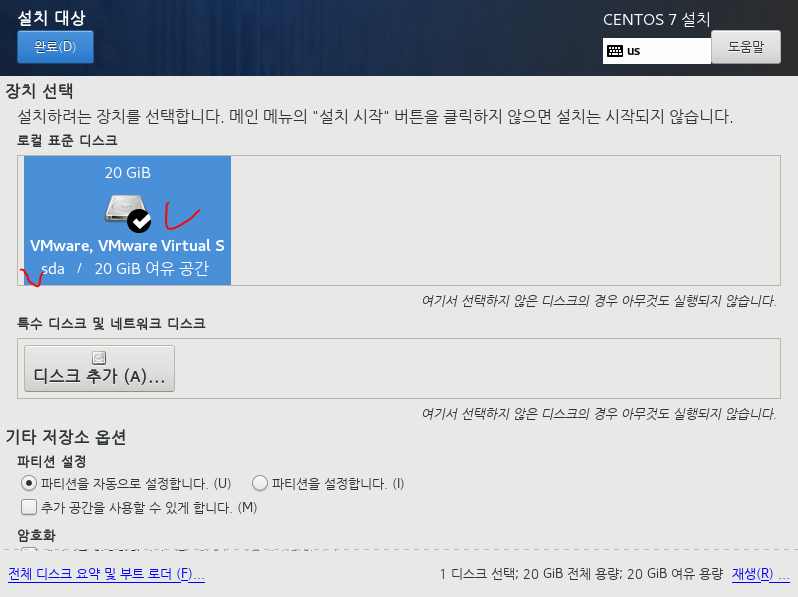 설치 대상
CENTOS 7 설치
완료(D)
us
도움말
장치 선택
설치하려는 장치를 선택합니다. 메인 메뉴의 "설치 시작" 버튼을 클릭하지 않으면 설치는 시작되지 않습니다.
로컬 표준 디스크
20 GiB
VMware, VMware Virtual S
sda / 20 GiB 여유 공간
여기서 선택하지 않은 디스크의 경우 아무것도 실행되지 않습니다.
특수 디스크 및 네트워크 디스크
디스크 추가 (A)...
여기서 선택하지 않은 디스크의 경우 아무것도 실행되지 않습니다.
기타 저장소 옵션
파티션 설정
파티션을 자동으로 설정합니다. (U) 파티션을 설정합니다. (I)
추가 공간을 사용할 수 있게 합니다. (M)
암호화
전체 디스크 요약 및 부트 로더 (F)...
1 디스크 선택; 20 GiB 전체 용량; 20 GiB 여유 용량 재생(R) ...